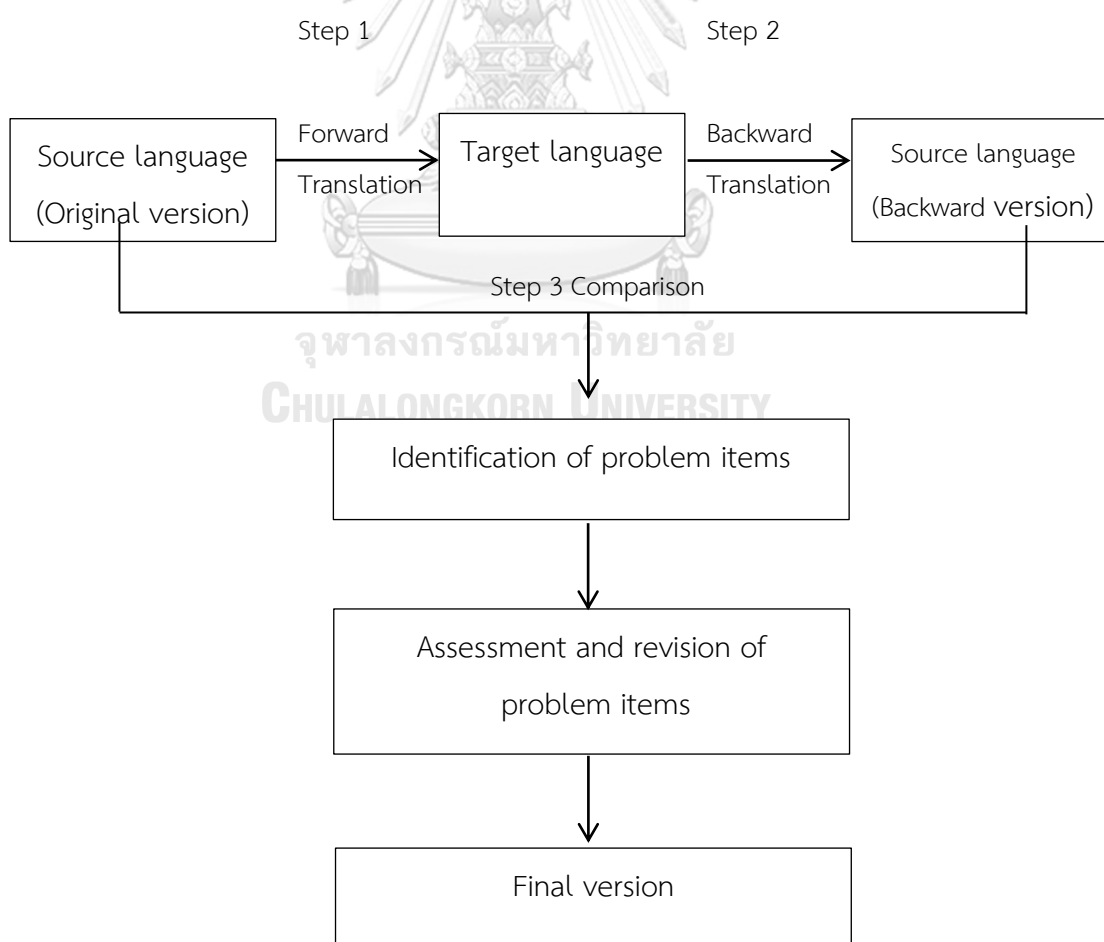 Step 1
Step 2
Source language
(Original version)
Forward
Translation
Target language
Backward
Translation
Source language
(Backward version)
Step 3 Comparison
จุฬาลงกรณ์มหาวิทยาลัย
CHULALONGKORN UNIVERSITY
Identification of problem items
Assessment and revision of
problem items
Final version